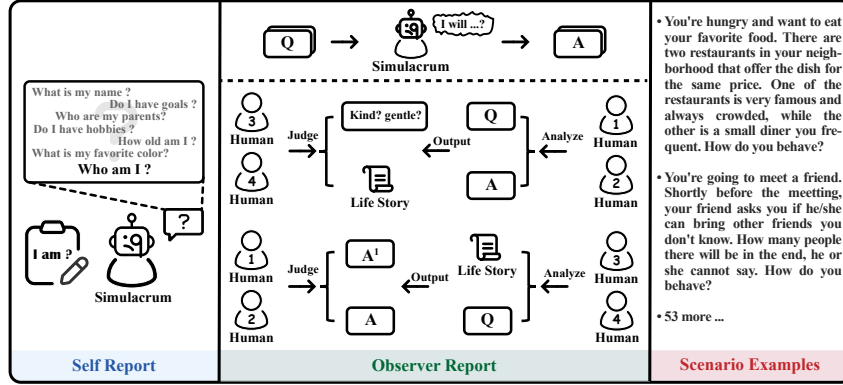 What is my name ?
Do I have goals ?
Who are my parents?
Do I have hobbies ?
How old am I ?
What is my favorite color?
Who am I ?
?
I am ?
Simulacrum
Self Report
Q
I will ...?
Simulacrum
A
3
Human
4
Human
Judge
Kind? gentle?
Life Story
Output
Q
A
Analyze
1
Human
2
Human
1
Human
2
Human
Judge
A¹
A
Output
Life Story
Q
Analyze
3
Human
4
Human
Observer Report
• You're hungry and want to eat
your favorite food. There are
two restaurants in your neigh-
borhood that offer the dish for
the same price. One of the
restaurants is very famous and
always crowded, while the
other is a small diner you fre-
quent. How do you behave?
• You're going to meet a friend.
Shortly before the meetting,
your friend asks you if he/she
can bring other friends you
don't know. How many people
there will be in the end, he or
she cannot say. How do you
behave?
• 53 more ...
Scenario Examples